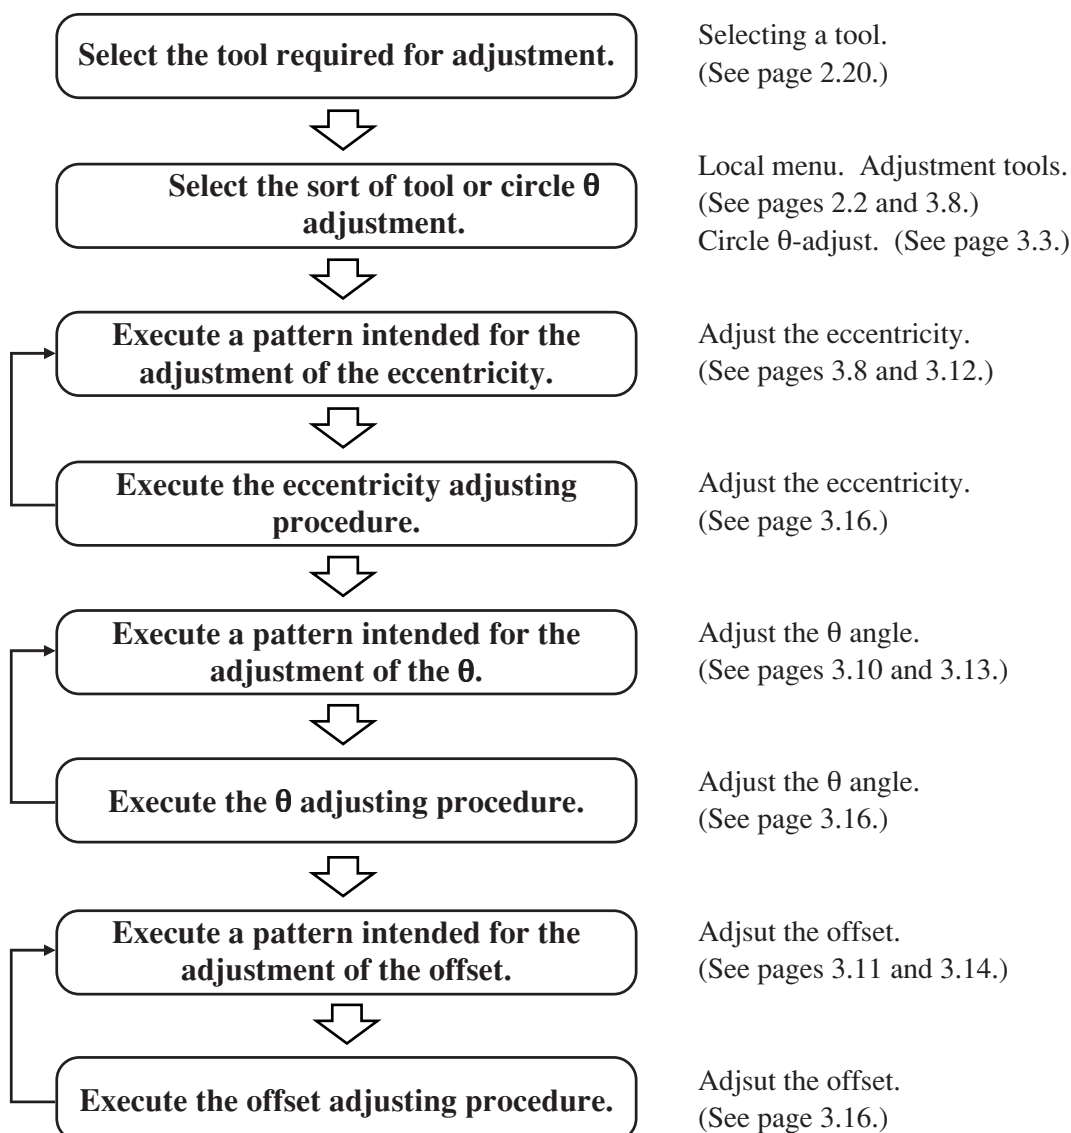 Select the tool required for adjustment.
Selecting a tool.
(See page 2.20.)
Select the sort of tool or circle θ
adjustment.
Local menu.  Adjustment tools.
(See pages 2.2 and 3.8.)
Circle θ-adjust.  (See page 3.3.)
Execute a pattern intended for the
adjustment of the eccentricity.
Adjust the eccentricity.
(See pages 3.8 and 3.12.)
Execute the eccentricity adjusting
procedure.
Adjust the eccentricity.
(See page 3.16.)
Execute a pattern intended for the
adjustment of the θ.
Adjust the θ angle.
(See pages 3.10 and 3.13.)
Execute the θ adjusting procedure.
Adjust the θ angle.
(See page 3.16.)
Execute a pattern intended for the
adjustment of the offset.
Adjsut the offset.
(See pages 3.11 and 3.14.)
Execute the offset adjusting procedure.
Adjsut the offset.
(See page 3.16.)